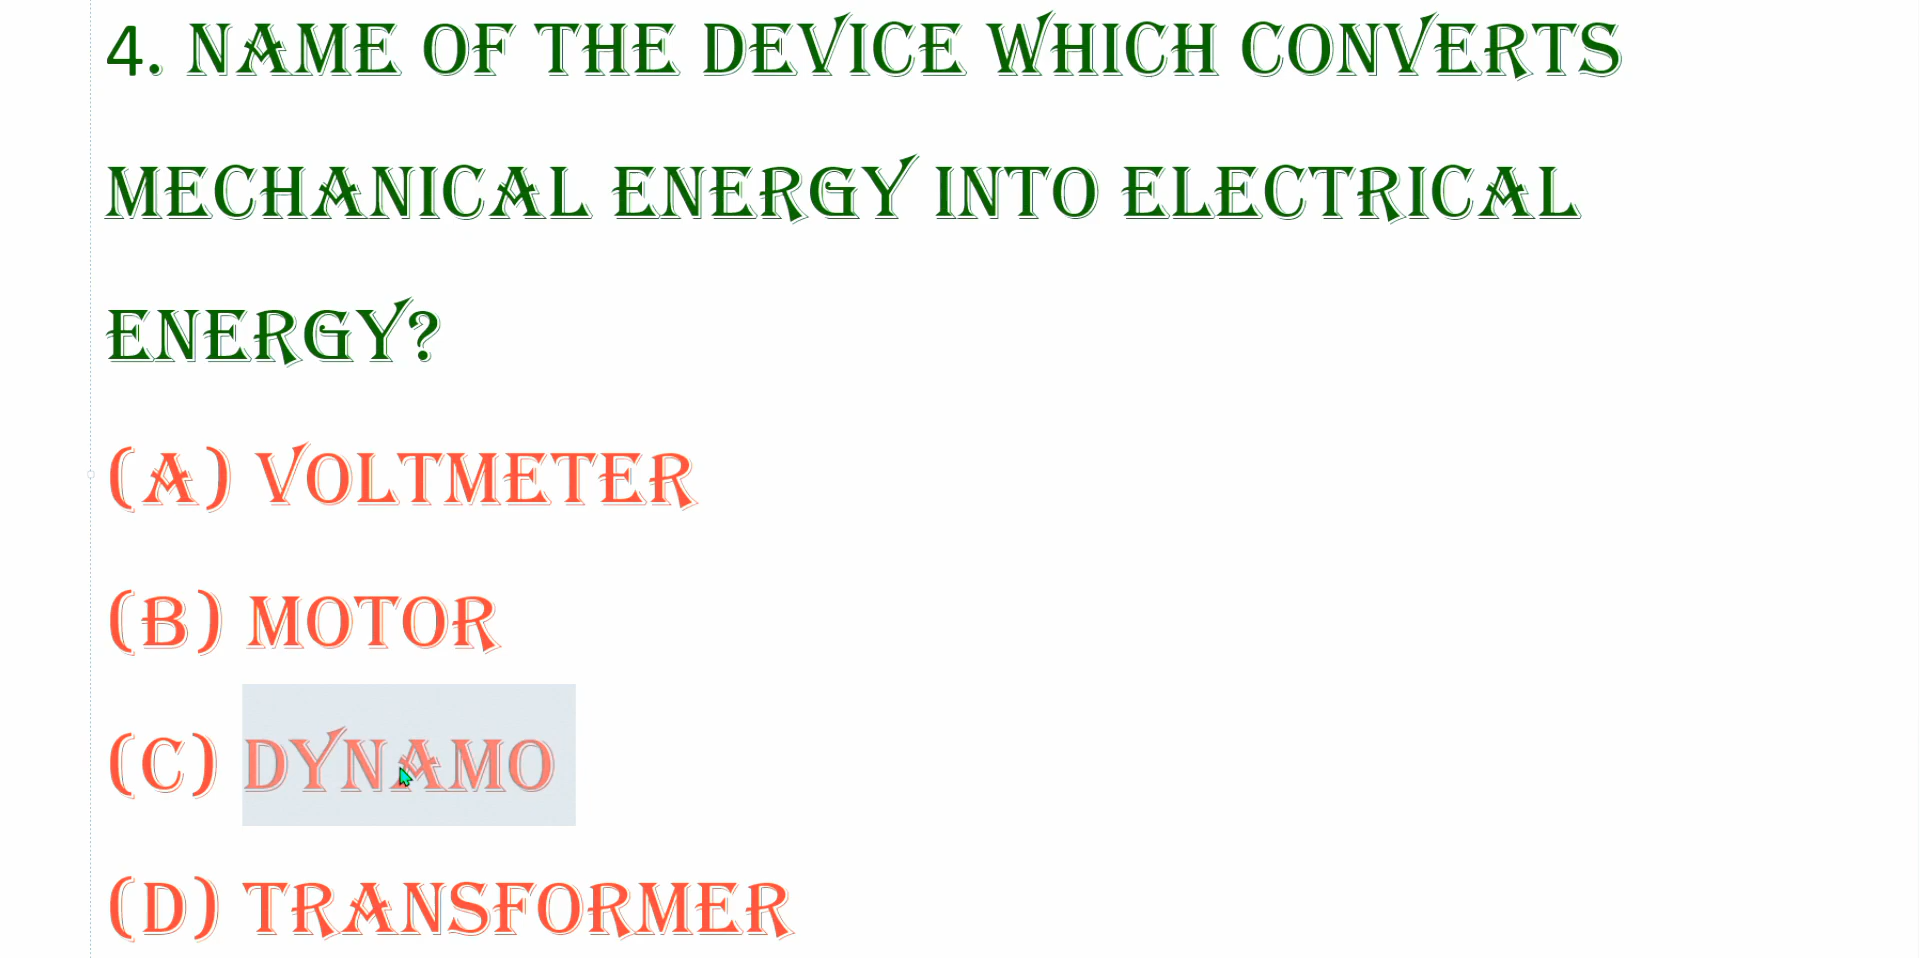 4. NAME OF THE DEVICE WHICH CONVERTS
MECHANICAL ENERGY INTO ELECTRICAL
ENERGY?
(A) VOLTMETER
(B) MOTOR
(C) DYNAMO
(D) TRANSFORMER